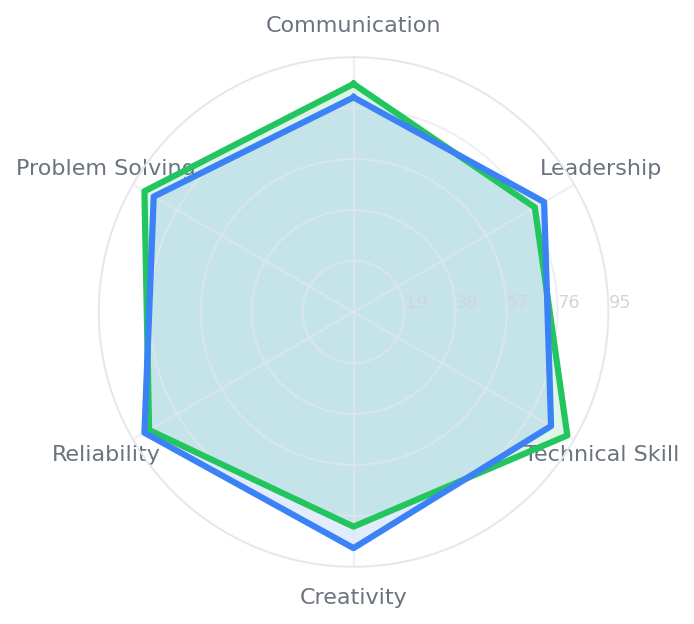 Communication
Problem Solving
Leadership
19 38 57 76 95
Reliability
Technical Skill
Creativity